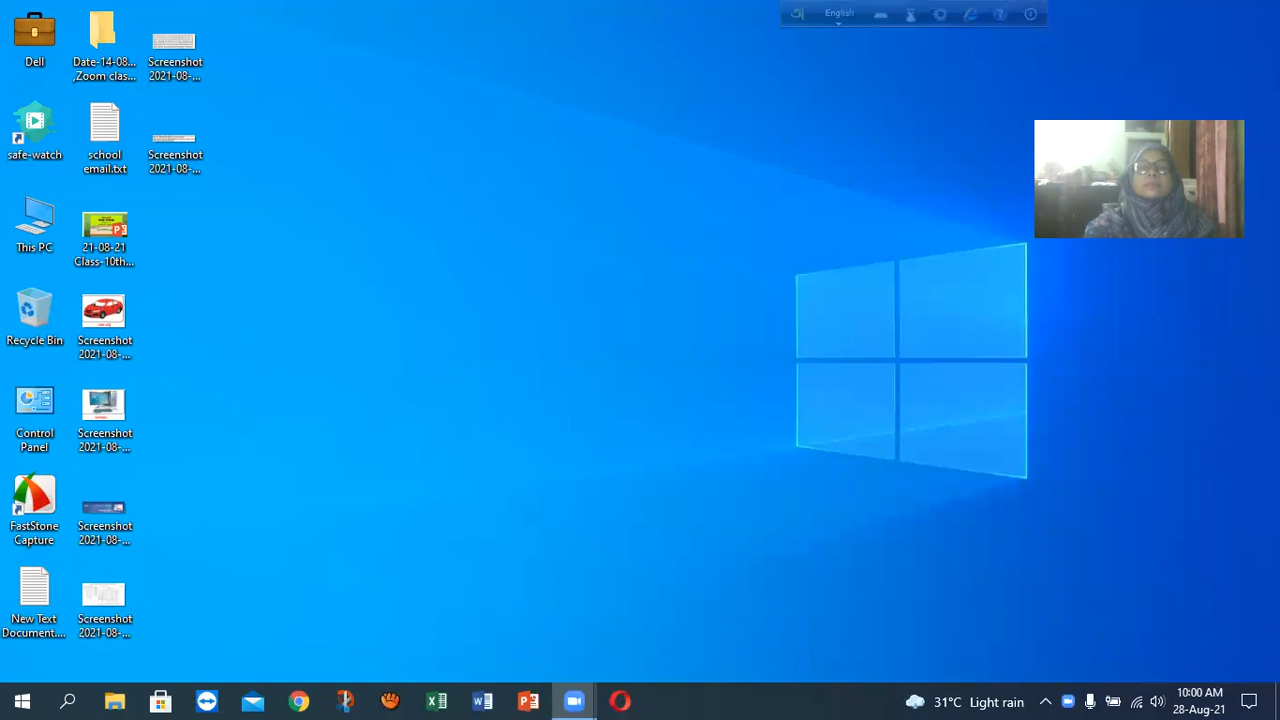 অ English
Dell
Date-14-08...
,Zoom clas...
Screenshot
2021-08-...
safe-watch
school
email.txt
Screenshot
2021-08-...
This PC
21-08-21
Class-10th...
Recycle Bin
Screenshot
2021-08-...
Control
Panel
Screenshot
2021-08-...
FastStone
Capture
Screenshot
2021-08-...
New Text
Document....
Screenshot
2021-08-...
31°C Light rain
10:00 AM
28-Aug-21